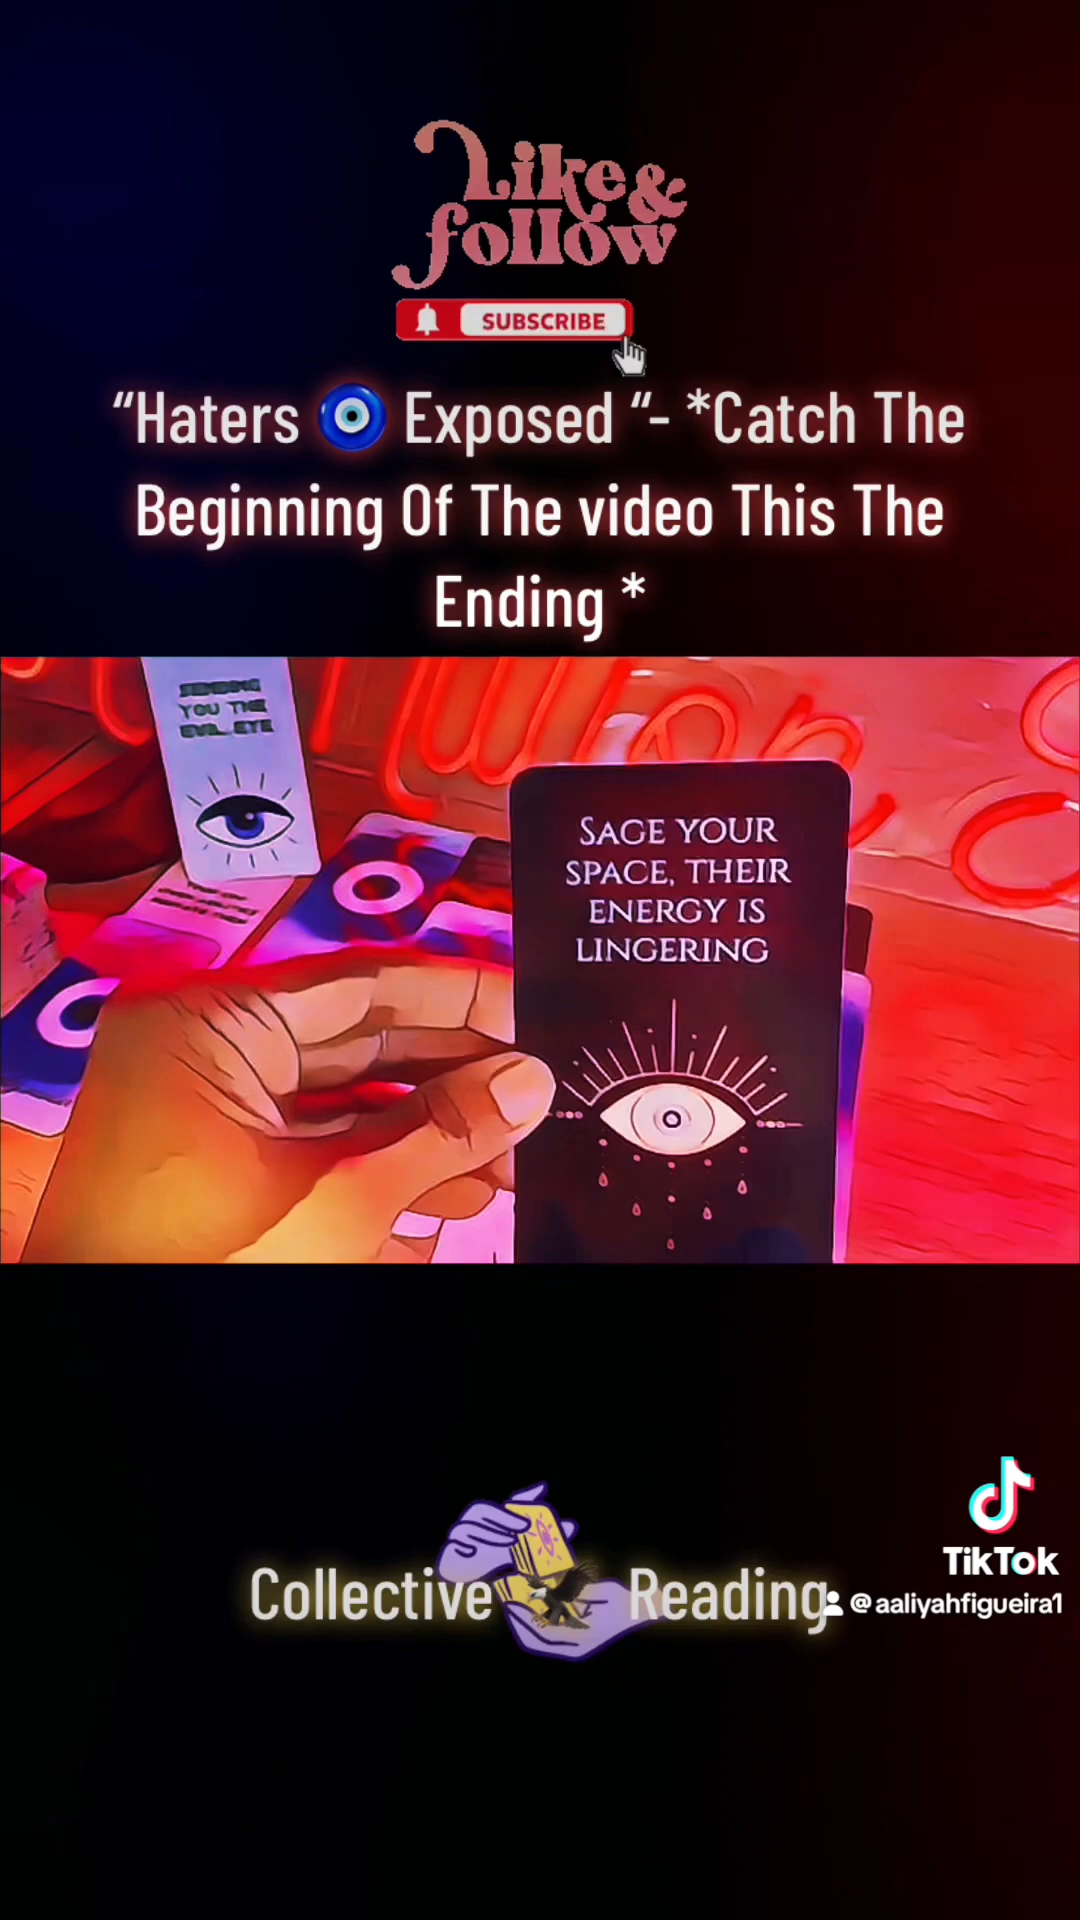 Like &
follow
SUBSCRIBE
“Haters 🧿 Exposed “- *Catch The
Beginning Of The video This The
Ending *
SENDING
YOU THE
EVIL EYE
SAGE YOUR
SPACE, THEIR
ENERGY IS
LINGERING
Collective Reading
TikTok
@aaliyahfigueira1